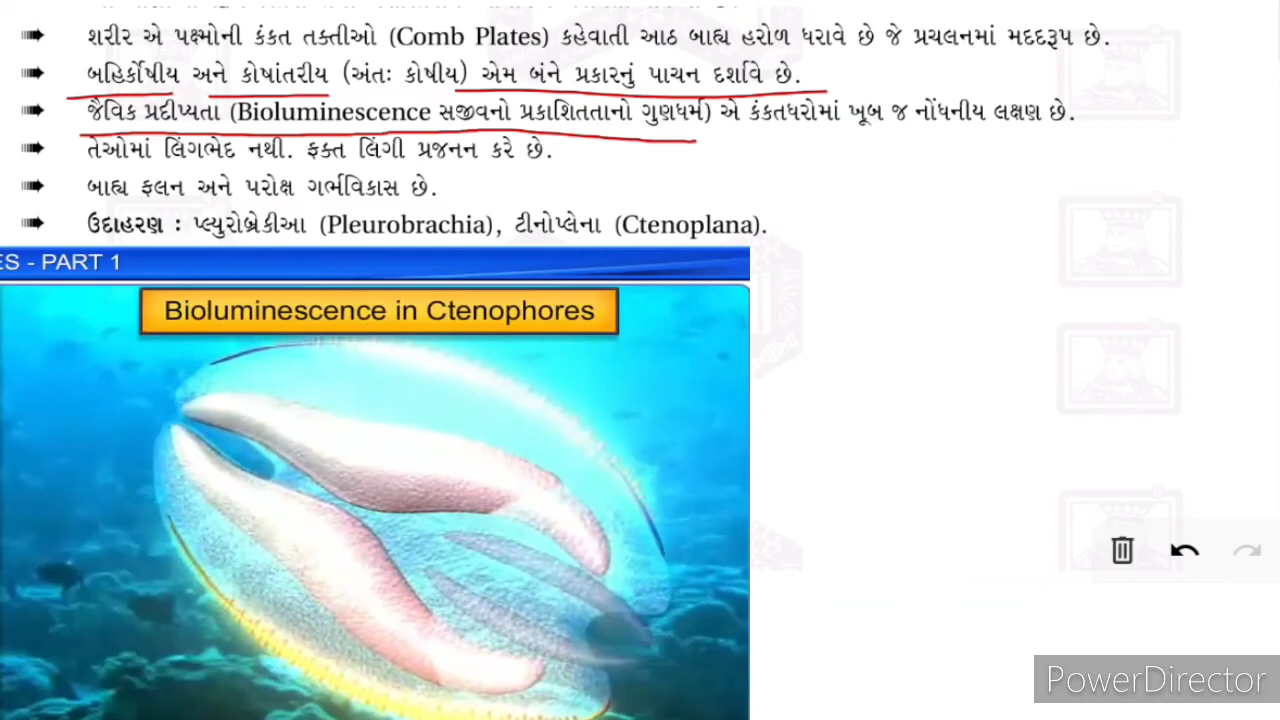 શરીર એ પક્ષ્મોની કંકત તક્તીઓ (Comb Plates) કહેવાતી આઠ બાહ્ય હરોળ ધરાવે છે જે પ્રચલનમાં મદદરૂપ છે.
બહિર્કોષીય અને કોષાંતરીય (અંતઃ કોષીય) એમ બંને પ્રકારનું પાચન દર્શાવે છે.
જૈવિક પ્રદીપ્યતા (Bioluminescence સજીવનો પ્રકાશિતતાનો ગુણધર્મ) એ કંકતધરોમાં ખૂબ જ નોંધનીય લક્ષણ છે.
તેઓમાં લિંગભેદ નથી. ફક્ત લિંગી પ્રજનન કરે છે.
બાહ્ય ફલન અને પરોક્ષ ગર્ભવિકાસ છે.
ઉદાહરણ : પ્લ્યુરોબ્રેકીઆ (Pleurobrachia), ટીનોપ્લેના (Ctenoplana).
ES - PART 1
Bioluminescence in Ctenophores
PowerDirector